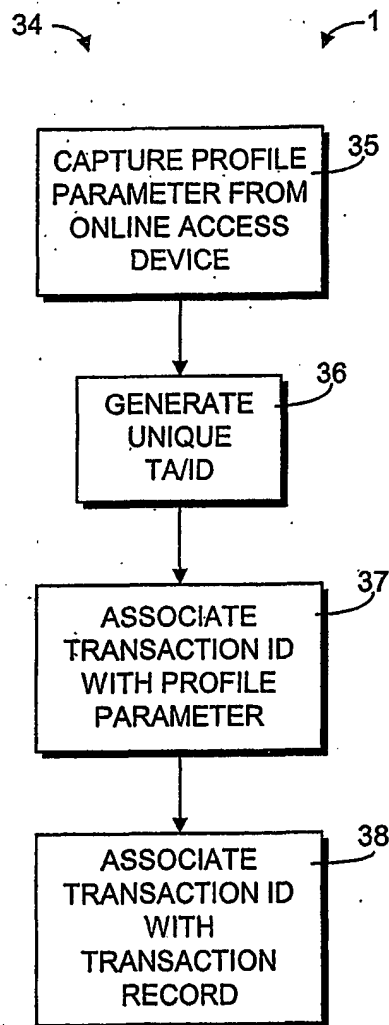 34 1
CAPTURE PROFILE 35
PARAMETER FROM
ONLINE ACCESS
DEVICE
GENERATE 36
UNIQUE
TA/ID
ASSOCIATE 37
TRANSACTION ID
WITH PROFILE
PARAMETER
ASSOCIATE 38
TRANSACTION ID
WITH
TRANSACTION
RECORD